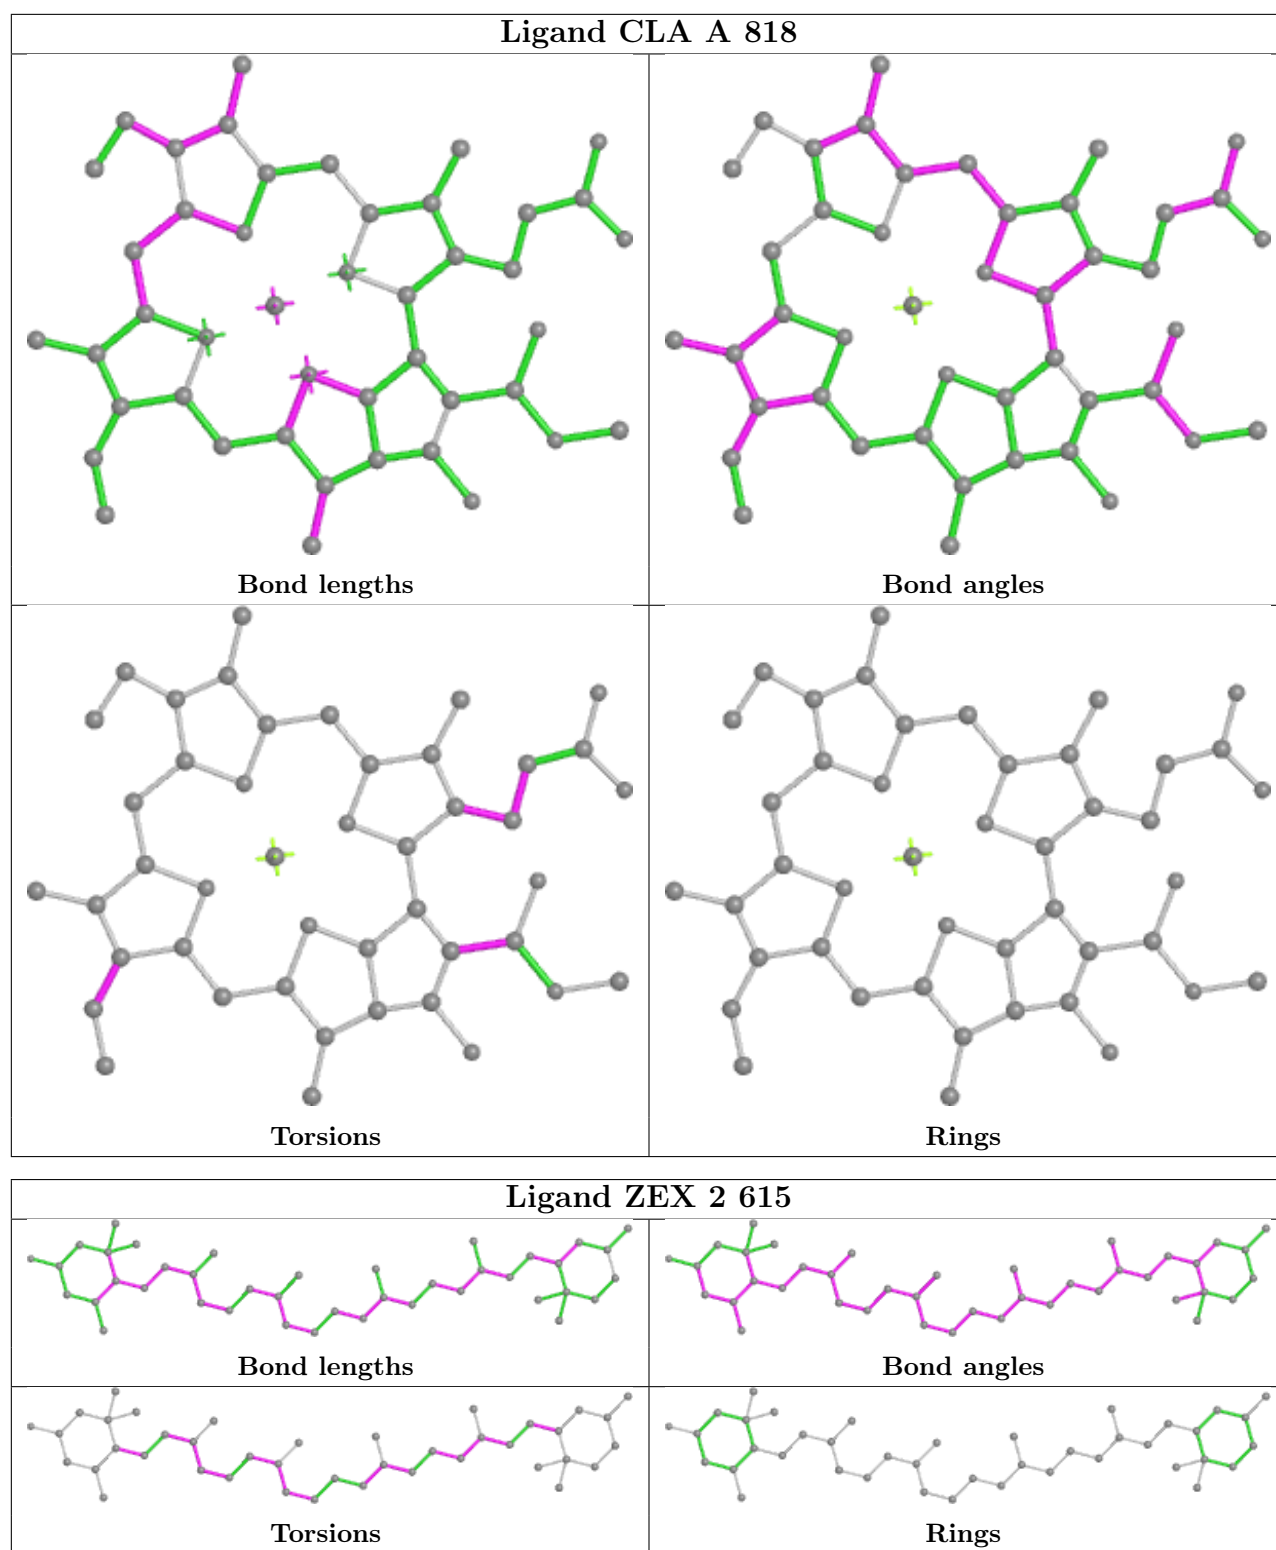 Ligand CLA A 818
Bond lengths
Bond angles
Torsions
Rings
Ligand ZEX 2 615
Bond lengths
Bond angles
Torsions
Rings